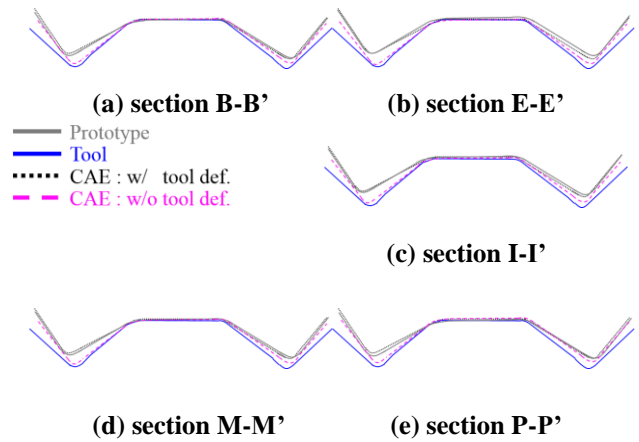 (a) section B-B’
(b) section E-E’
Prototype
Tool
CAE : w/ tool def.
CAE : w/o tool def.
(c) section I-I’
(d) section M-M’
(e) section P-P’